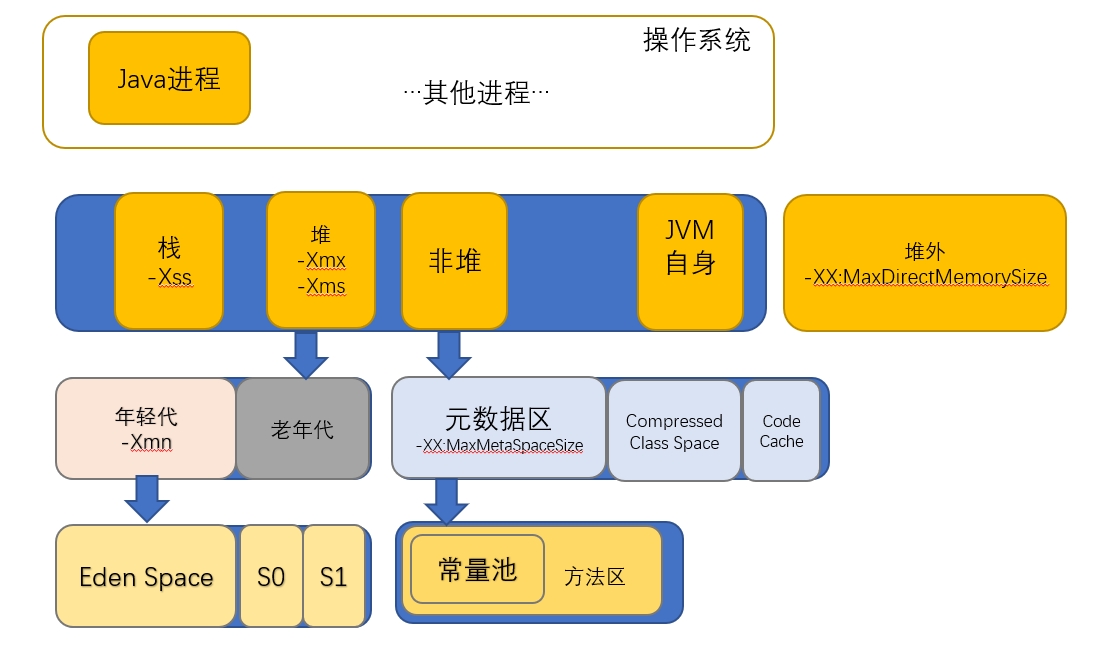 操作系统
Java进程
···其他进程···
栈
-Xss
堆
-Xmx
-Xms
非堆
JVM
自身
堆外
-XX:MaxDirectMemorySize
年轻代
-Xmn
老年代
元数据区
-XX:MaxMetaSpaceSize
Compressed
Class Space
Code
Cache
Eden Space
S0
S1
常量池
方法区